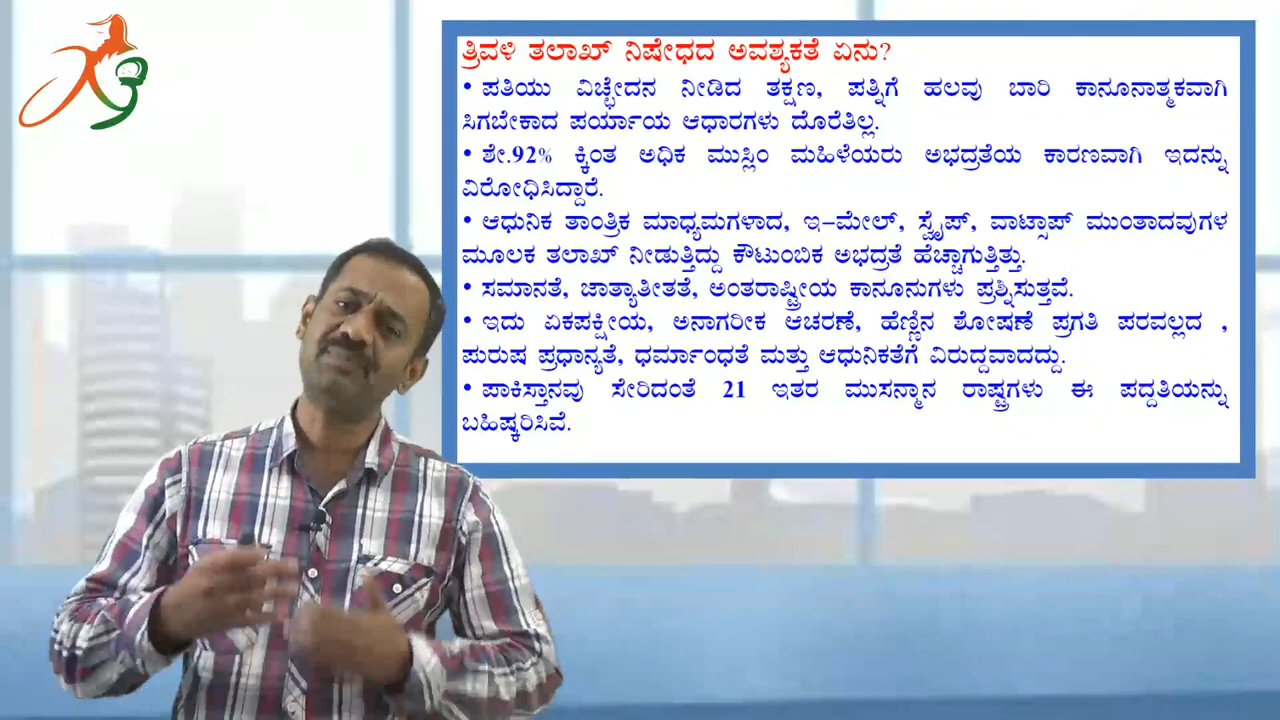 ತ್ರಿವಳಿ ತಲಾಖ್ ನಿಷೇಧದ ಅವಶ್ಯಕತೆ ಏನು?
• ಪತಿಯು ವಿಚ್ಛೇದನ ನೀಡಿದ ತಕ್ಷಣ, ಪತ್ನಿಗೆ ಹಲವು ಬಾರಿ ಕಾನೂನಾತ್ಮಕವಾಗಿ
ಸಿಗಬೇಕಾದ ಪರ್ಯಾಯ ಆಧಾರಗಳು ದೊರೆತಿಲ್ಲ.
• ಶೇ.92% ಕ್ಕಿಂತ ಅಧಿಕ ಮುಸ್ಲಿಂ ಮಹಿಳೆಯರು ಅಭದ್ರತೆಯ ಕಾರಣವಾಗಿ ಇದನ್ನು
ವಿರೋಧಿಸಿದ್ದಾರೆ.
• ಆಧುನಿಕ ತಾಂತ್ರಿಕ ಮಾಧ್ಯಮಗಳಾದ, ಇ-ಮೇಲ್, ಸ್ಕೈಪ್, ವಾಟ್ಸಾಪ್ ಮುಂತಾದವುಗಳ
ಮೂಲಕ ತಲಾಖ್ ನೀಡುತ್ತಿದ್ದು ಕೌಟುಂಬಿಕ ಅಭದ್ರತೆ ಹೆಚ್ಚಾಗುತ್ತಿತ್ತು.
• ಸಮಾನತೆ, ಜಾತ್ಯಾತೀತತೆ, ಅಂತರಾಷ್ಟ್ರೀಯ ಕಾನೂನುಗಳು ಪ್ರಶ್ನಿಸುತ್ತವೆ.
• ಇದು ಏಕಪಕ್ಷೀಯ, ಅನಾಗರೀಕ ಆಚರಣೆ, ಹೆಣ್ಣಿನ ಶೋಷಣೆ ಪ್ರಗತಿ ಪರವಲ್ಲದ ,
ಪುರುಷ ಪ್ರಧಾನ್ಯತೆ, ಧರ್ಮಾಂಧತೆ ಮತ್ತು ಆಧುನಿಕತೆಗೆ ವಿರುದ್ದವಾದದ್ದು.
• ಪಾಕಿಸ್ತಾನವು ಸೇರಿದಂತೆ 21 ಇತರ ಮುಸಲ್ಮಾನ ರಾಷ್ಟ್ರಗಳು ಈ ಪದ್ದತಿಯನ್ನು
ಬಹಿಷ್ಕರಿಸಿವೆ.